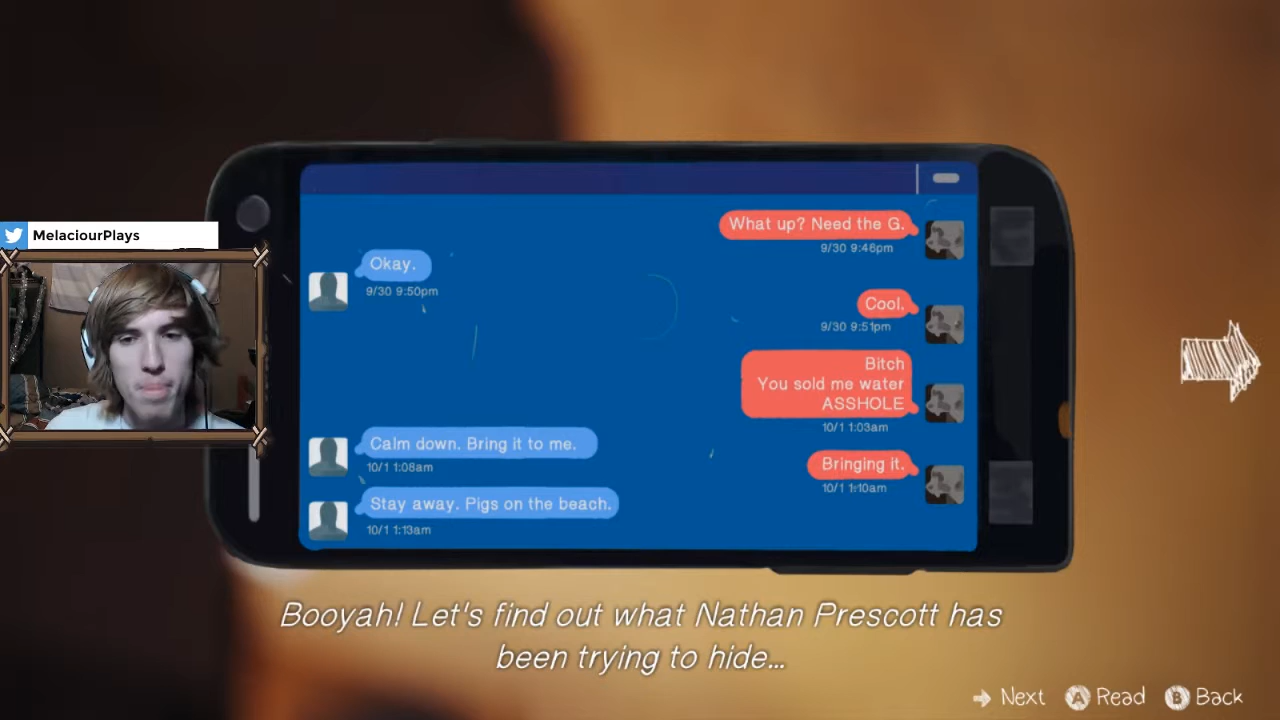 MelaciourPlays
What up? Need the G.
9/30 9:46pm
Okay.
9/30 9:50pm
Cool.
9/30 9:51pm
Bitch
You sold me water
ASSHOLE
10/1 1:03am
Calm down. Bring it to me.
10/1 1:08am
Bringing it.
10/1 1:10am
Stay away. Pigs on the beach.
10/1 1:13am
Booyah! Let's find out what Nathan Prescott has
been trying to hide...
Next A Read B Back